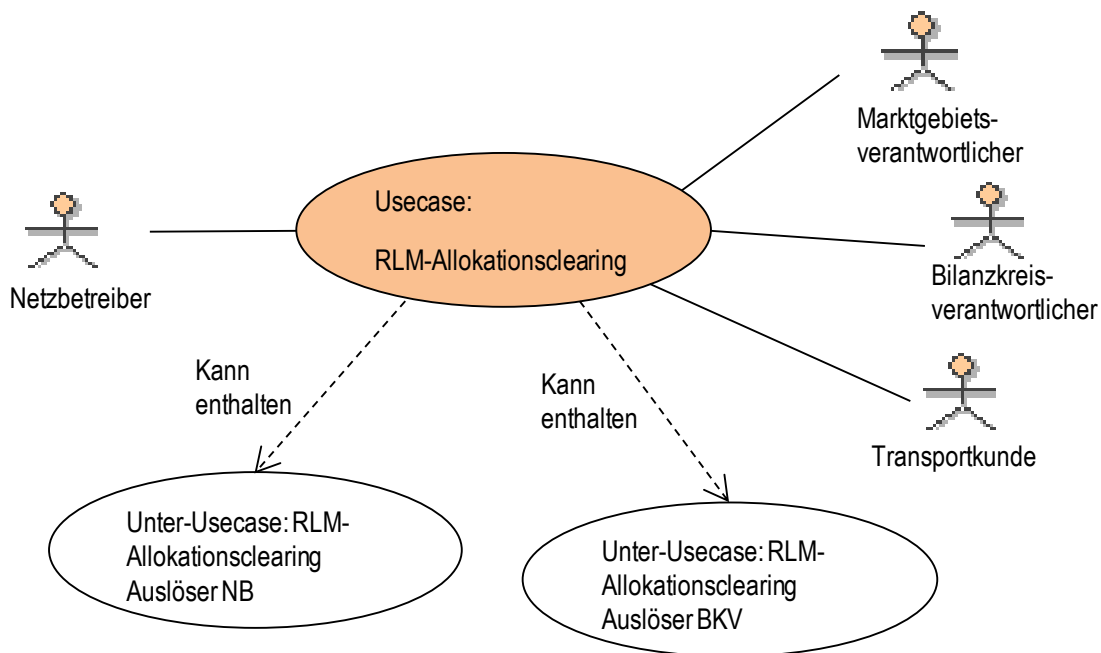 Marktgebiets-
verantwortlicher
Usecase:
RLM-Allokationsclearing
Netzbetreiber
Bilanzkreis-
verantwortlicher
Transportkunde
Kann
enthalten
Kann
enthalten
Unter-Usecase: RLM-
Allokationsclearing
Auslöser NB
Unter-Usecase: RLM-
Allokationsclearing
Auslöser BKV